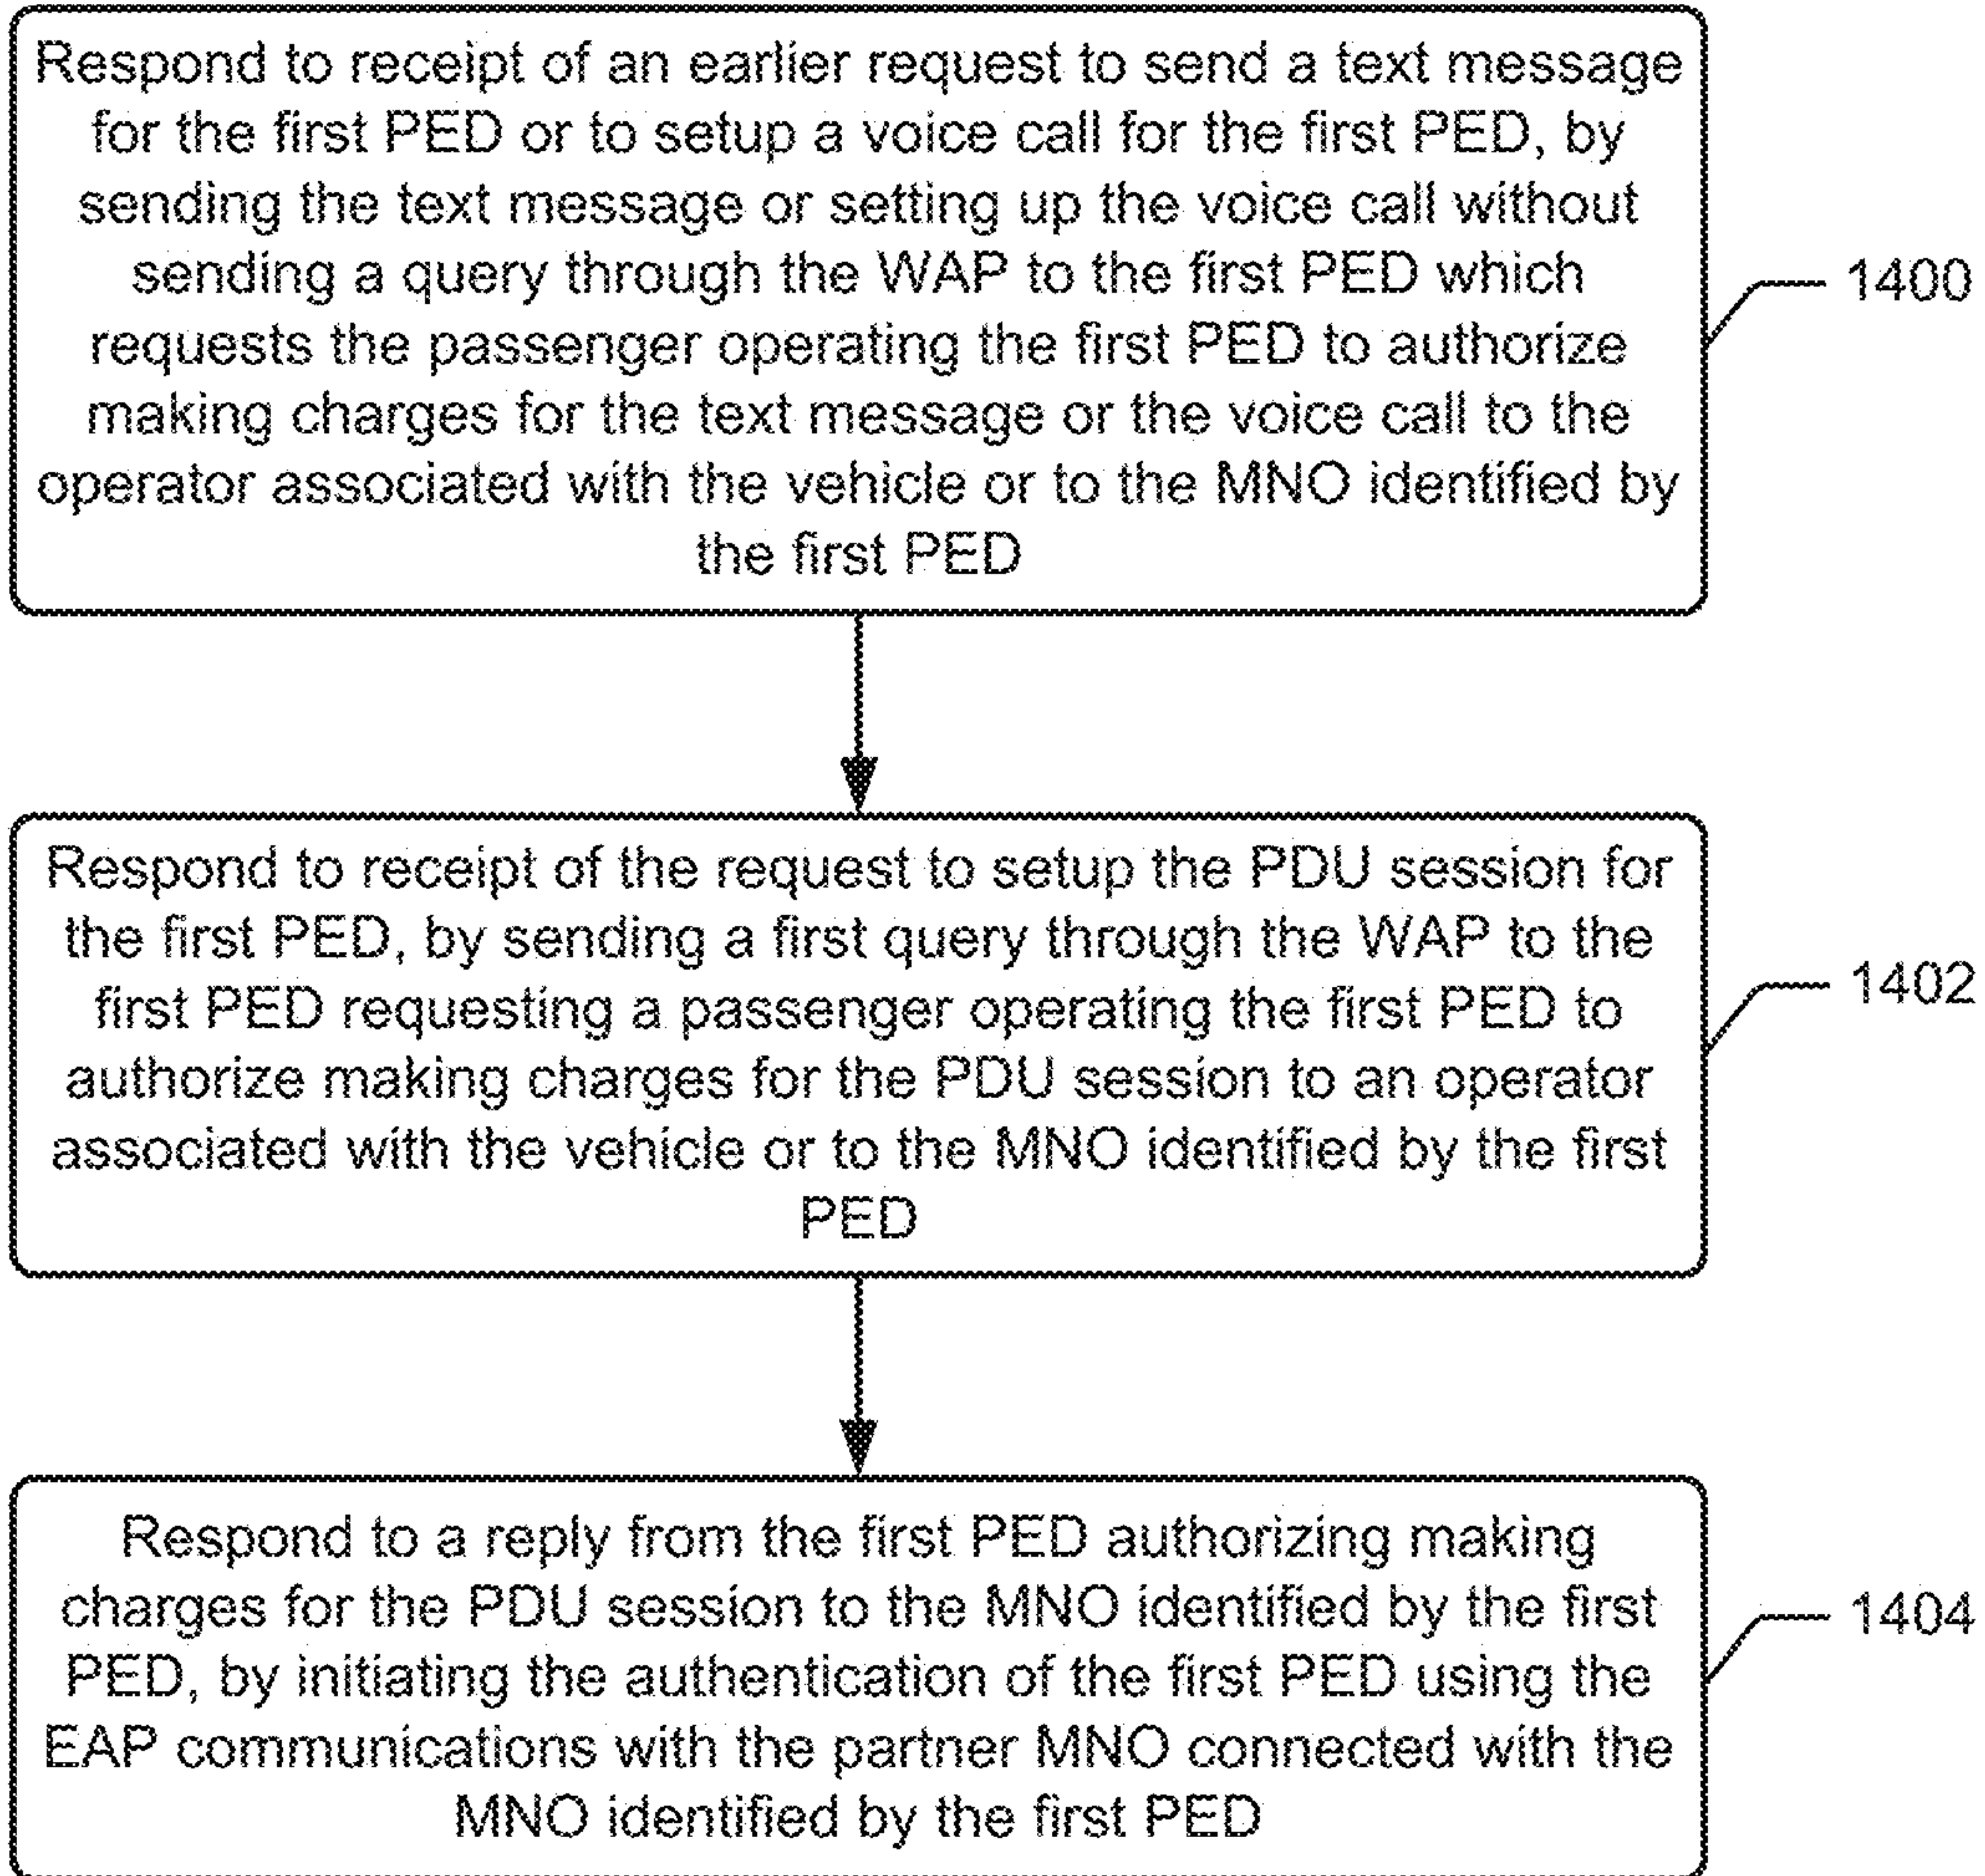 Respond to receipt of an earlier request to send a text message
for the first PED or to setup a voice call for the first PED, by
sending the text message or setting up the voice call without
sending a query through the WAP to the first PED which
requests the passenger operating the first PED to authorize
making charges for the text message or the voice call to the
operator associated with the vehicle or to the MNO identified by
the first PED
1400
Respond to receipt of the request to setup the PDU session for
the first PED, by sending a first query through the WAP to the
first PED requesting a passenger operating the first PED to
authorize making charges for the PDU session to an operator
associated with the vehicle or to the MNO identified by the first
PED
1402
Respond to a reply from the first PED authorizing making
charges for the PDU session to the MNO identified by the first
PED, by initiating the authentication of the first PED using the
EAP communications with the partner MNO connected with the
MNO identified by the first PED
1404